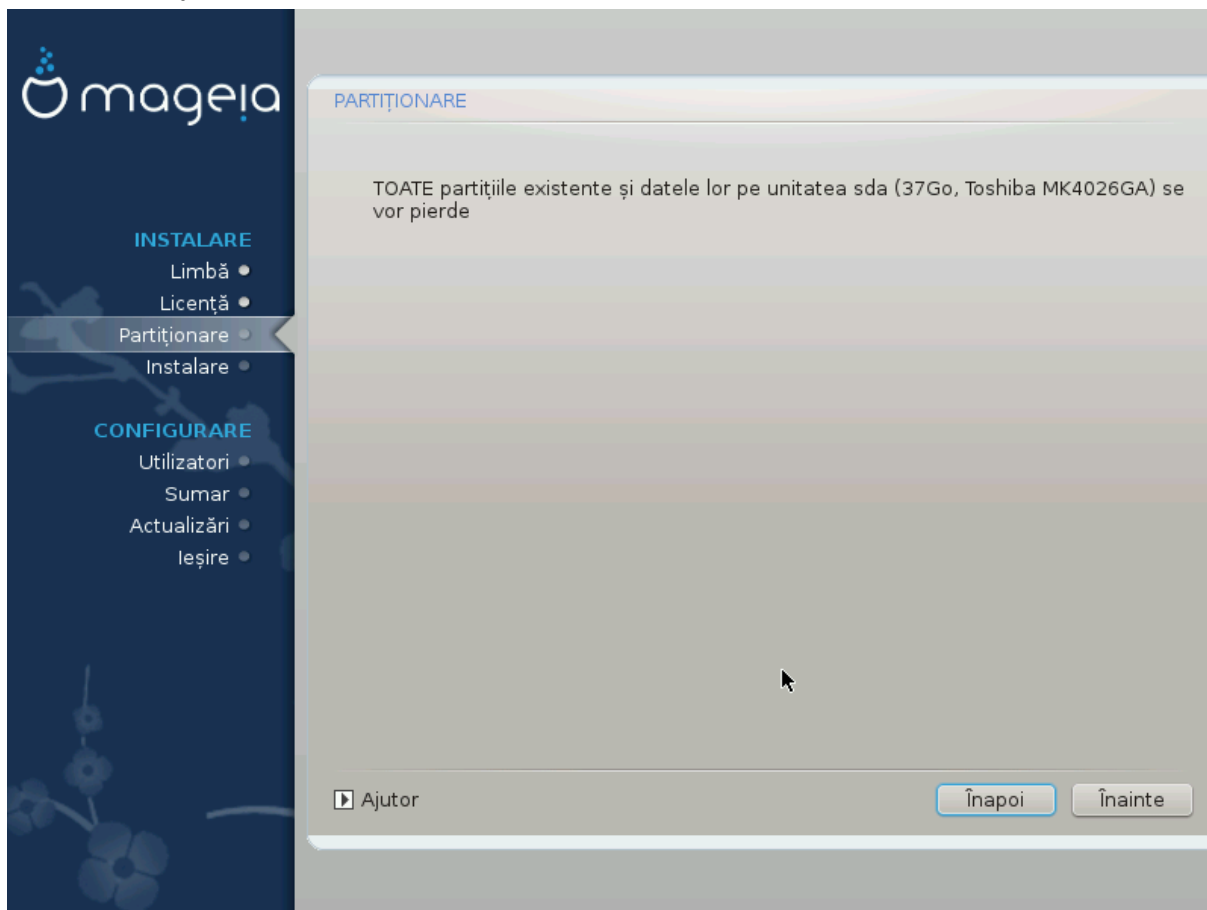 mageia
PARTIȚIONARE
TOATE partițiile existente și datele lor pe unitatea sda (37Go, Toshiba MK4026GA) se
vor pierde
INSTALARE
Limbă
Licență
Partiționare
Instalare
CONFIGURARE
Utilizatori
Sumar
Actualizări
Ieșire
Ajutor
Înapoi
Înainte